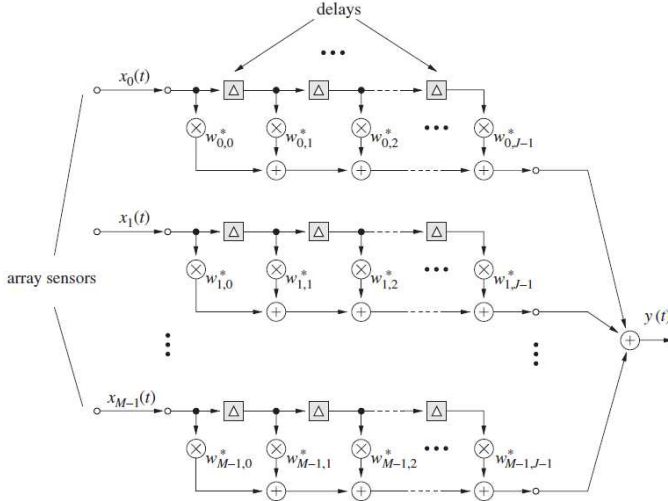 delays
•••
x₀(t)
Δ Δ Δ
w*₀,₀ w*₀,₁ w*₀,₂ ••• w*₀,J−1
x₁(t)
Δ Δ Δ
array sensors
w*₁,₀ w*₁,₁ w*₁,₂ ••• w*₁,J−1
y(t)
x_{M−1}(t)
Δ Δ Δ
w*_{M−1,0} w*_{M−1,1} w*_{M−1,2} ••• w*_{M−1,J−1}